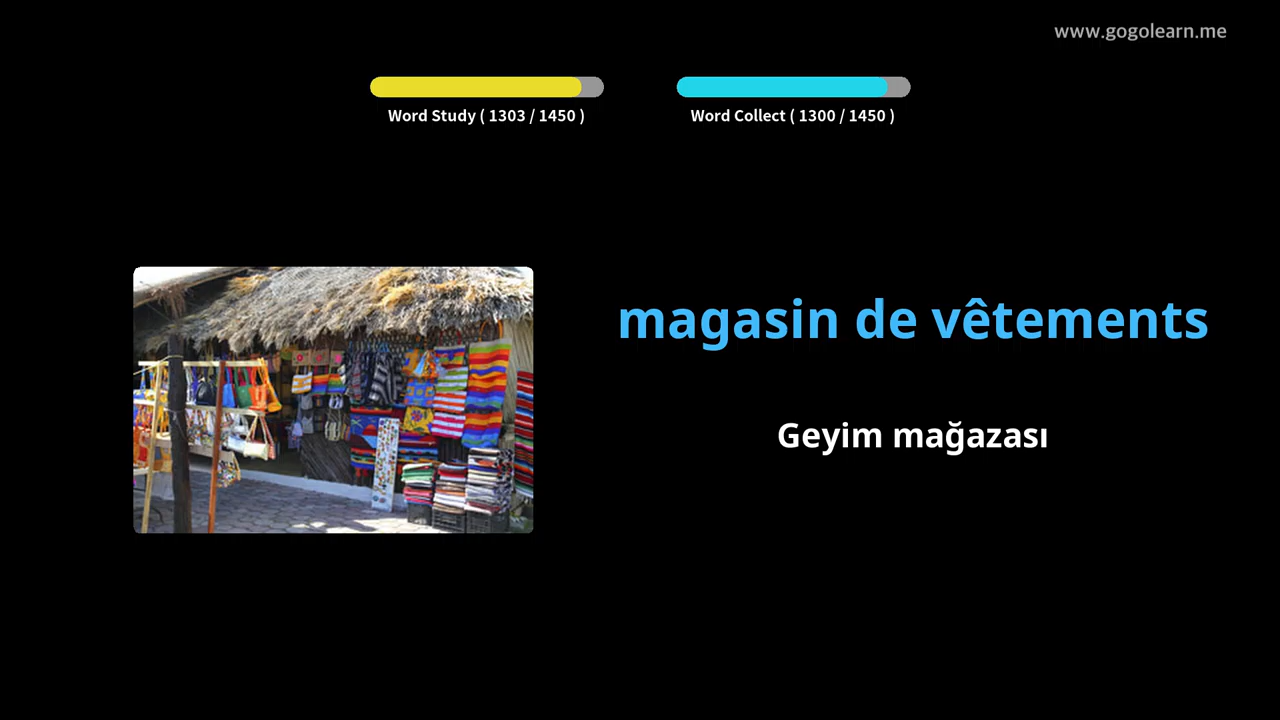 www.gogolearn.me
Word Study ( 1303 / 1450 )
Word Collect ( 1300 / 1450 )
magasin de vêtements
Geyim mağazası